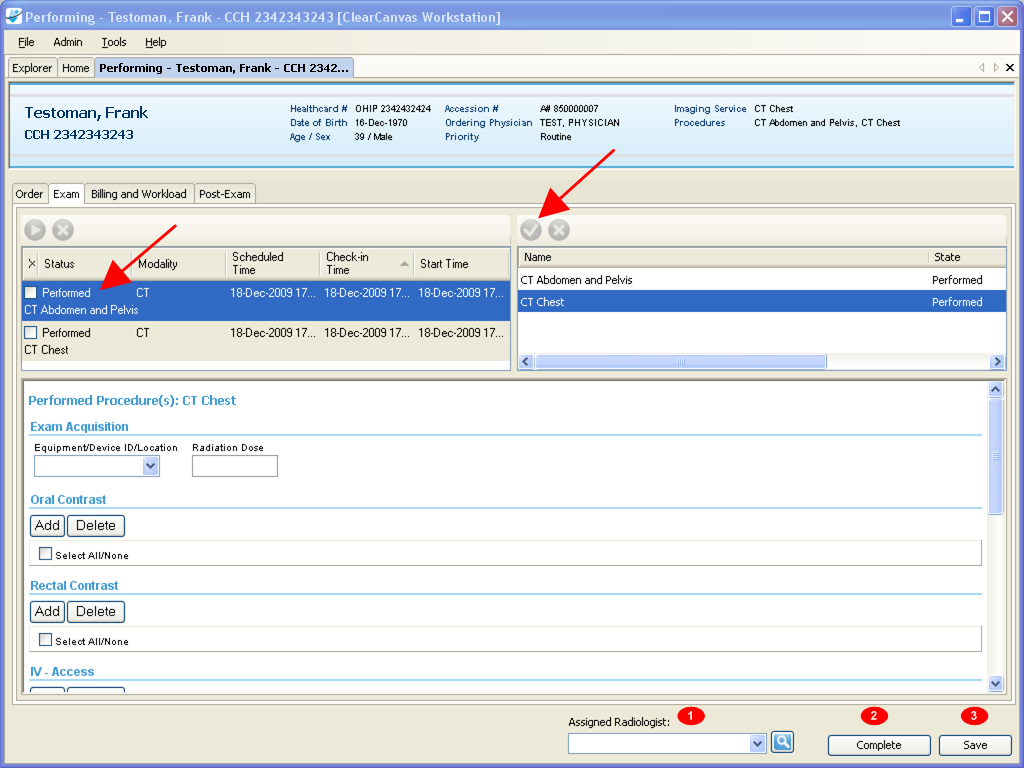 Performing - Testoman, Frank - CCH 2342343243 [ClearCanvas Workstation]
File Admin Tools Help
Explorer Home Performing - Testoman, Frank - CCH 2342...
Testoman, Frank
CCH 2342343243
Healthcard # OHIP 2342432424 Accession # A# 850000007 Imaging Service CT Chest
Date of Birth 16-Dec-1970 Ordering Physician TEST, PHYSICIAN Procedures CT Abdomen and Pelvis, CT Chest
Age / Sex 39 / Male Priority Routine
Order Exam Billing and Workload Post-Exam
X Status Modality Scheduled Time Check-in Time Start Time
Performed CT 18-Dec-2009 17... 18-Dec-2009 17... 18-Dec-2009 17...
CT Abdomen and Pelvis
Performed CT 18-Dec-2009 17... 18-Dec-2009 17... 18-Dec-2009 17...
CT Chest
Name State
CT Abdomen and Pelvis Performed
CT Chest Performed
Performed Procedure(s): CT Chest
Exam Acquisition
Equipment/Device ID/Location Radiation Dose
Oral Contrast
Add Delete
Select All/None
Rectal Contrast
Add Delete
Select All/None
IV - Access
Assigned Radiologist: 1 2 3
Complete Save